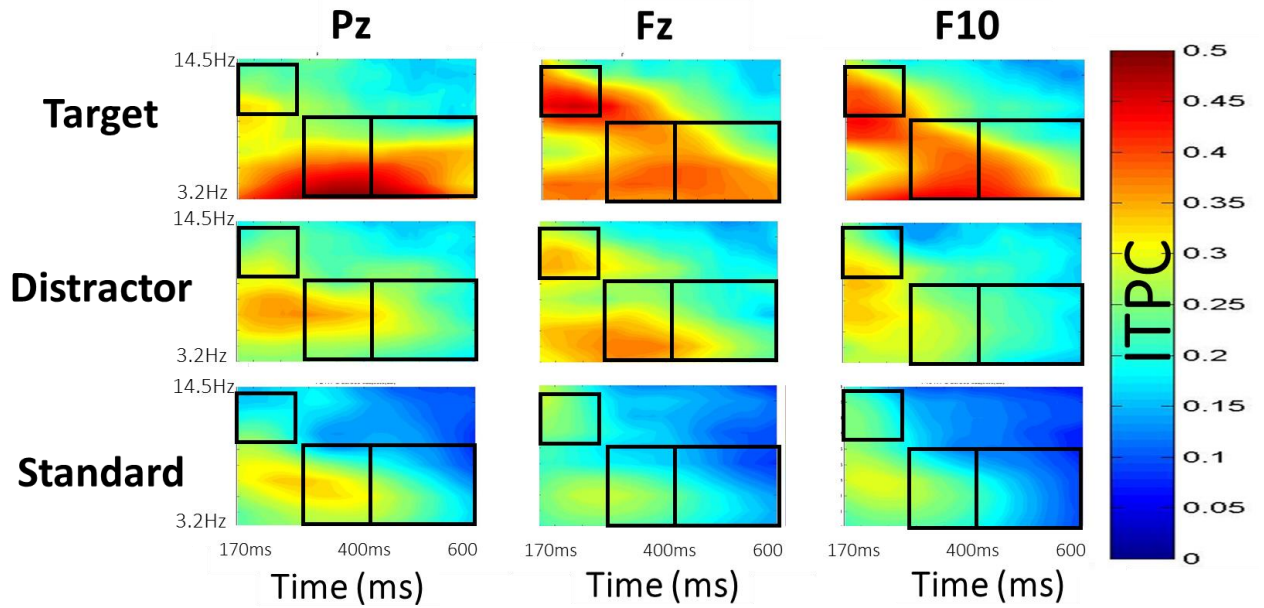 Pz Fz F10
14.5Hz
Target
3.2Hz
14.5Hz
Distractor
3.2Hz
14.5Hz
Standard
3.2Hz
170ms 400ms 600 170ms 400ms 600 170ms 400ms 600
Time (ms) Time (ms) Time (ms)
0.5
0.45
0.4
0.35
0.3
0.25
0.2
0.15
0.1
0.05
0
ITPC